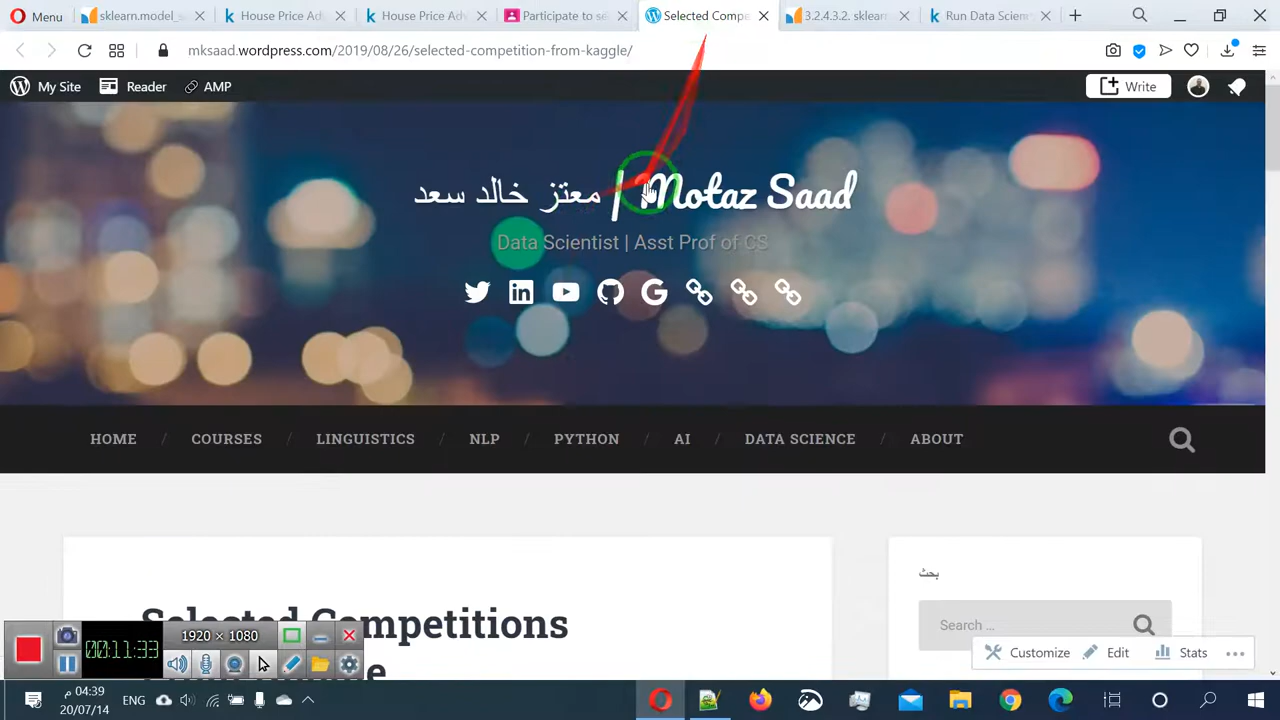 Menu
sklearn.model_s
House Price Adv
House Price Adv
Participate to se
Selected Compe
3.2.4.3.2. sklearn
Run Data Scienc
mksaad.wordpress.com/2019/08/26/selected-competition-from-kaggle/
My Site
Reader
AMP
Write
معتز خالد سعد | Motaz Saad
Data Scientist | Asst Prof of CS
HOME / COURSES / LINGUISTICS / NLP / PYTHON / AI / DATA SCIENCE / ABOUT
بحث
Search ...
Selected Competitions
Customize
Edit
Stats
1920 × 1080
00:11:33
04:39 م
20/07/14
ENG